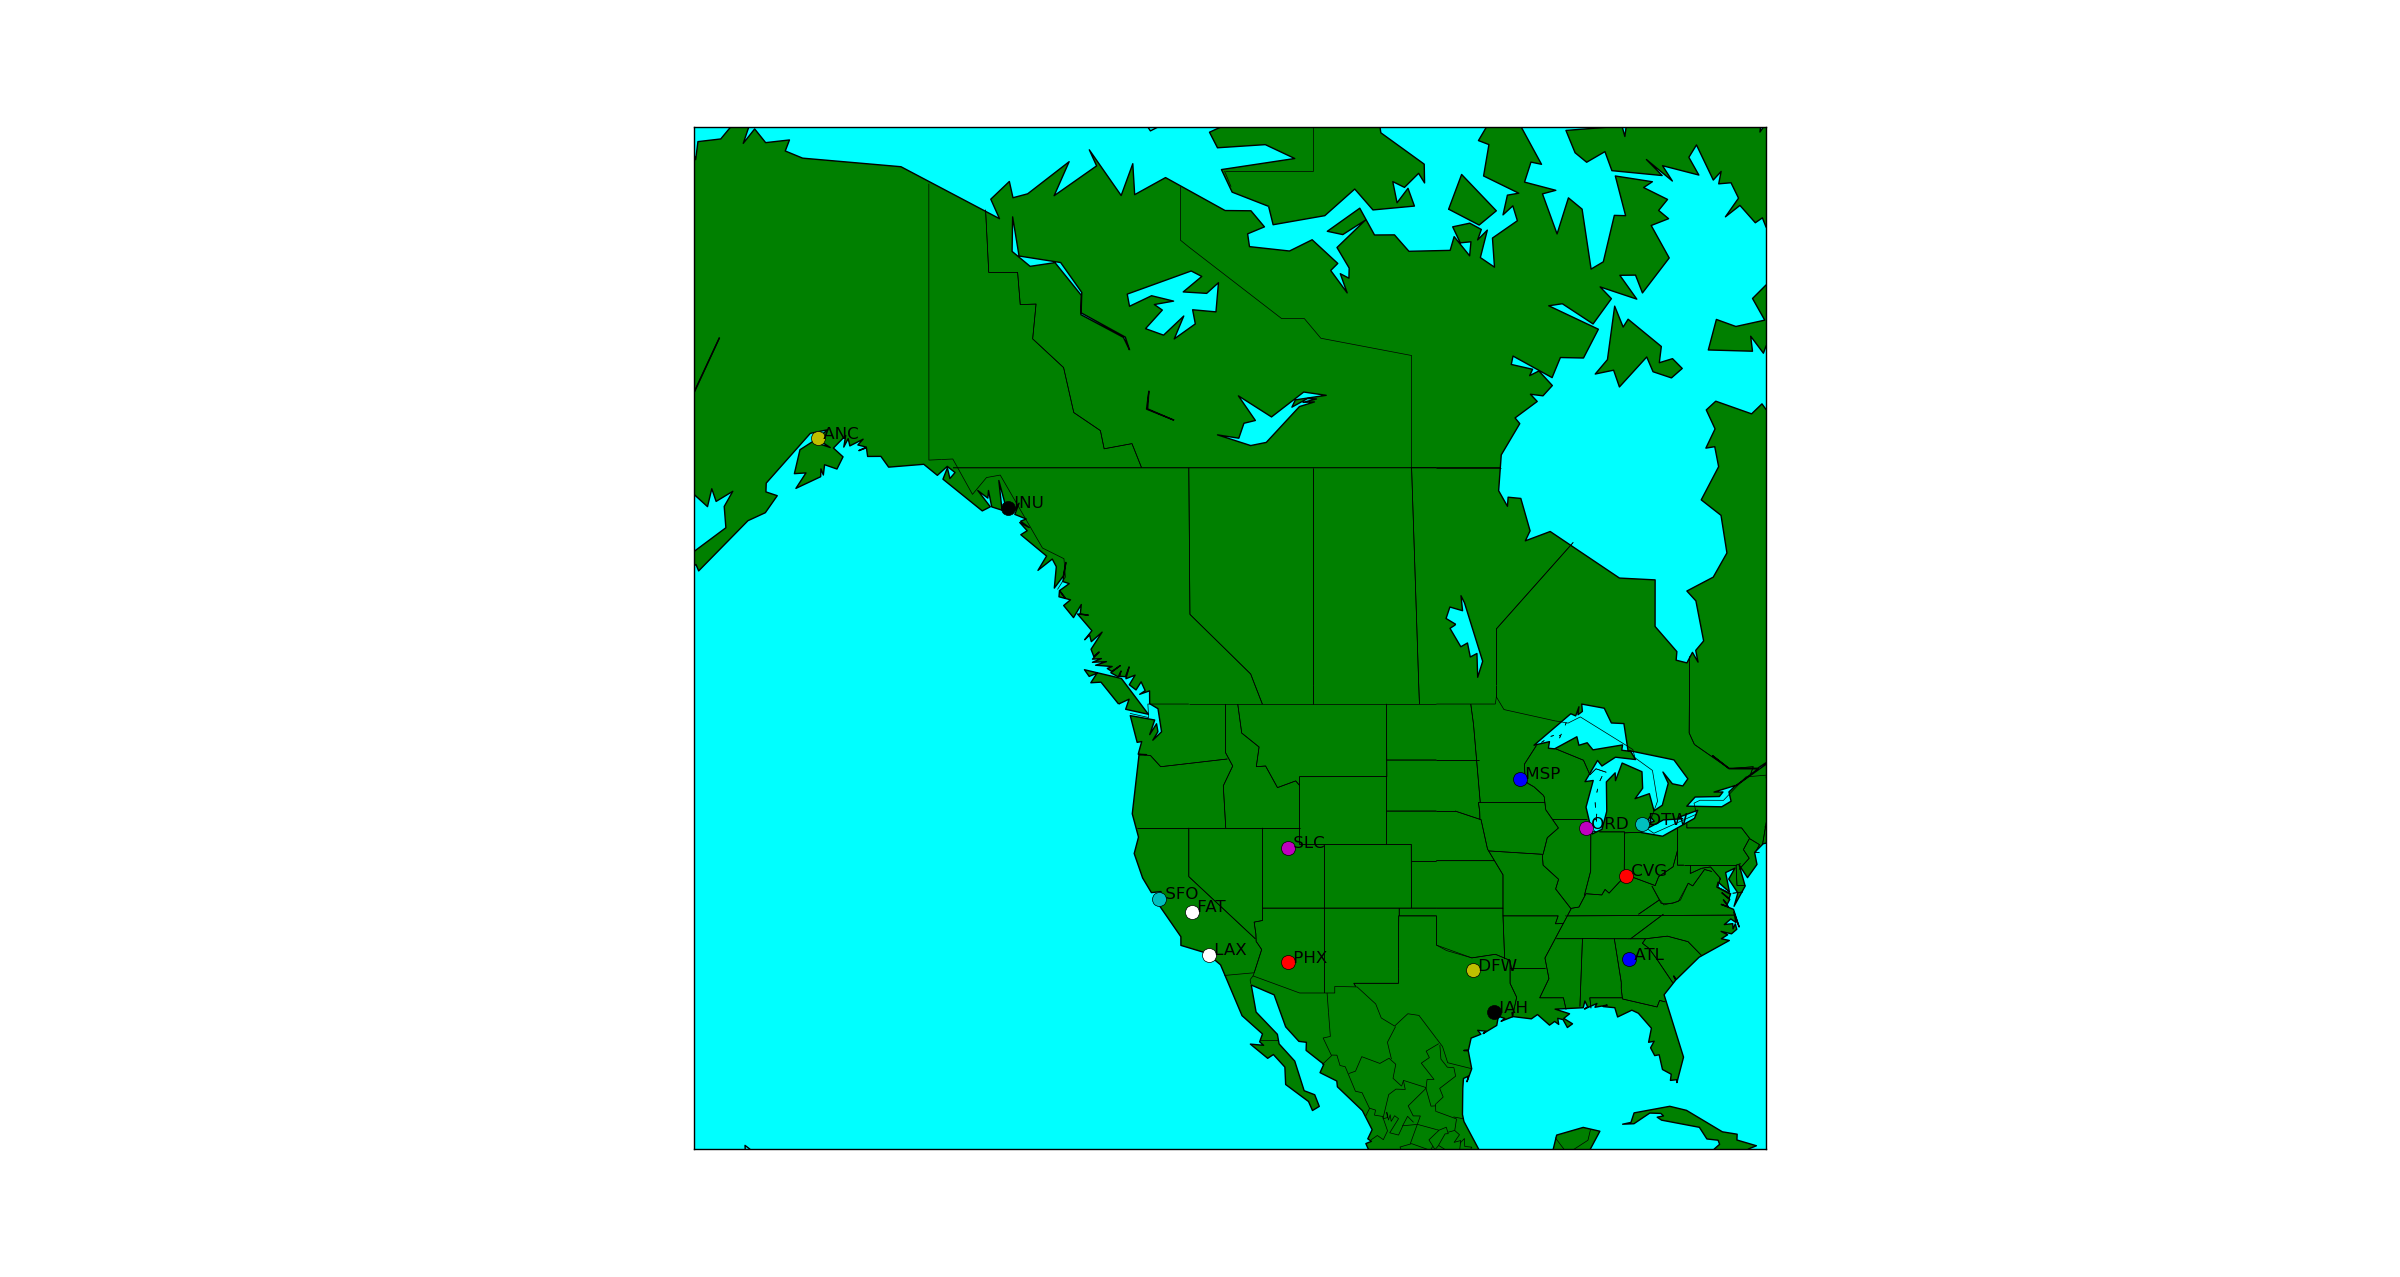 ANC
JNU
MSP
ORD
DTW
SLC
CVG
SFO
FAT
LAX
PHX
ATL
DFW
IAH